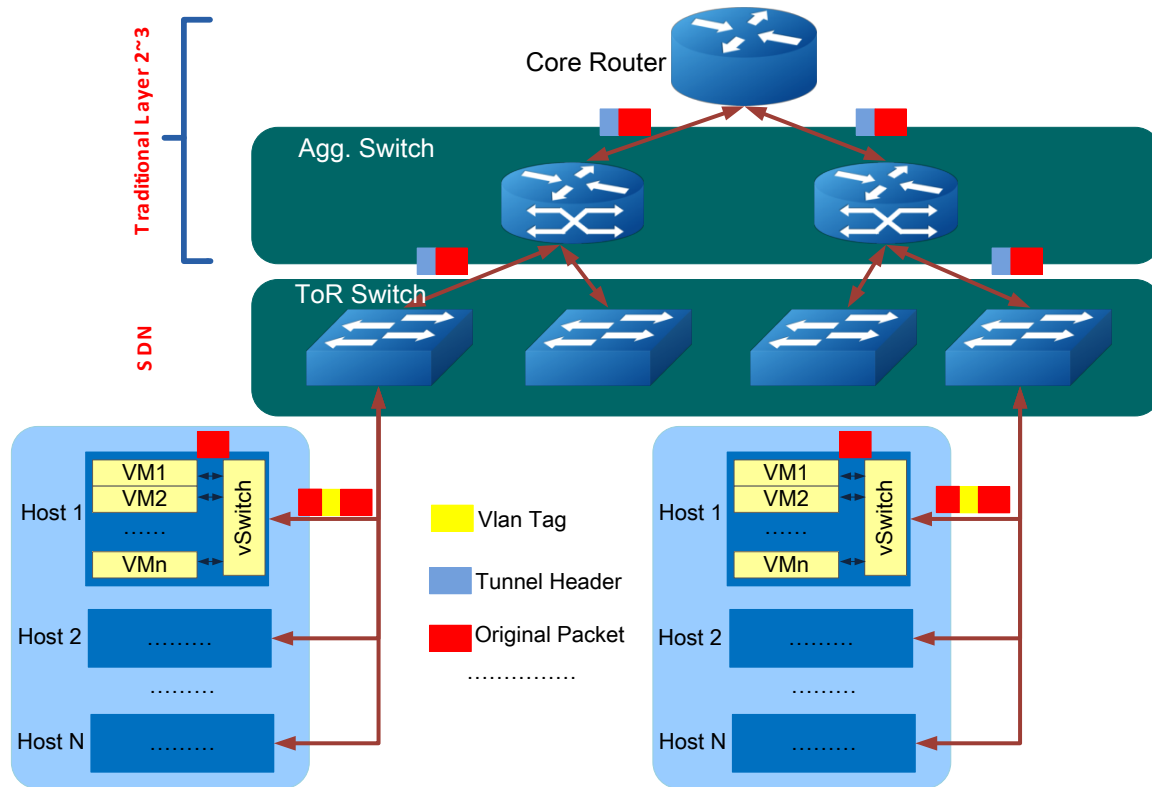 Traditional Layer 2~3
Core Router
Agg. Switch
SDN
ToR Switch
Host 1
VM1
VM2
......
VMn
vSwitch
Host 2
.........
.........
Host N
.........
Vlan Tag
Tunnel Header
Original Packet
...............
Host 1
VM1
VM2
......
VMn
vSwitch
Host 2
.........
.........
Host N
.........